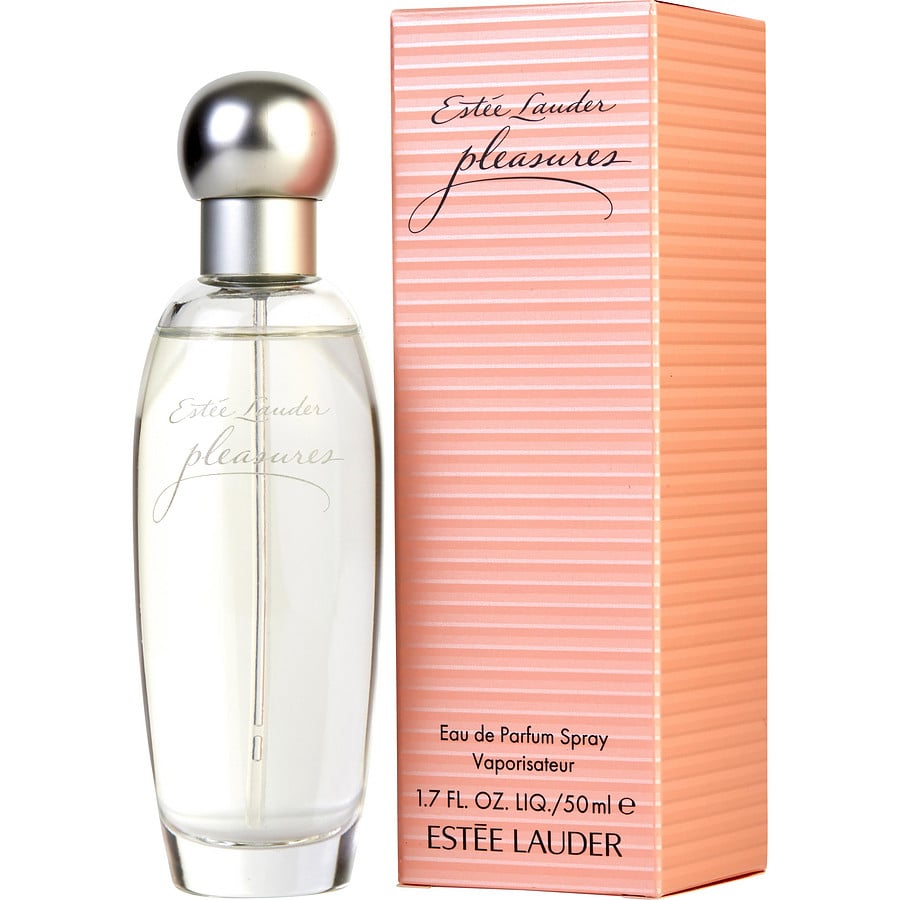 Estée Lauder
pleasures
Estée Lauder
pleasures
Eau de Parfum Spray
Vaporisateur
1.7 FL. OZ. LIQ./50ml ℮
ESTĒE LAUDER